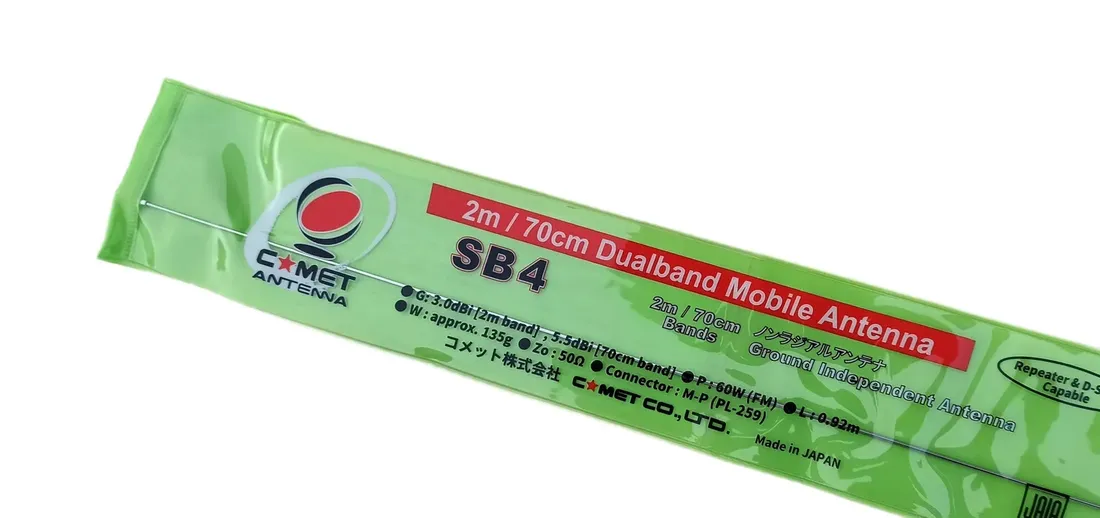 C★MET
ANTENNA
2m / 70cm Dualband Mobile Antenna
SB4
2m / 70cm
Bands
ノンラジアルアンテナ
Ground Independent Antenna
●G: 3.0dBi [2m band] , 5.5dBi [70cm band] ●P : 60W (FM) ●L : 0.92m
●W : approx. 135g ●Zo : 50Ω ●Connector : M-P (PL-259)
コメット株式会社 C★MET CO., LTD.
Made in JAPAN
Repeater & D-S
Capable
JAIA